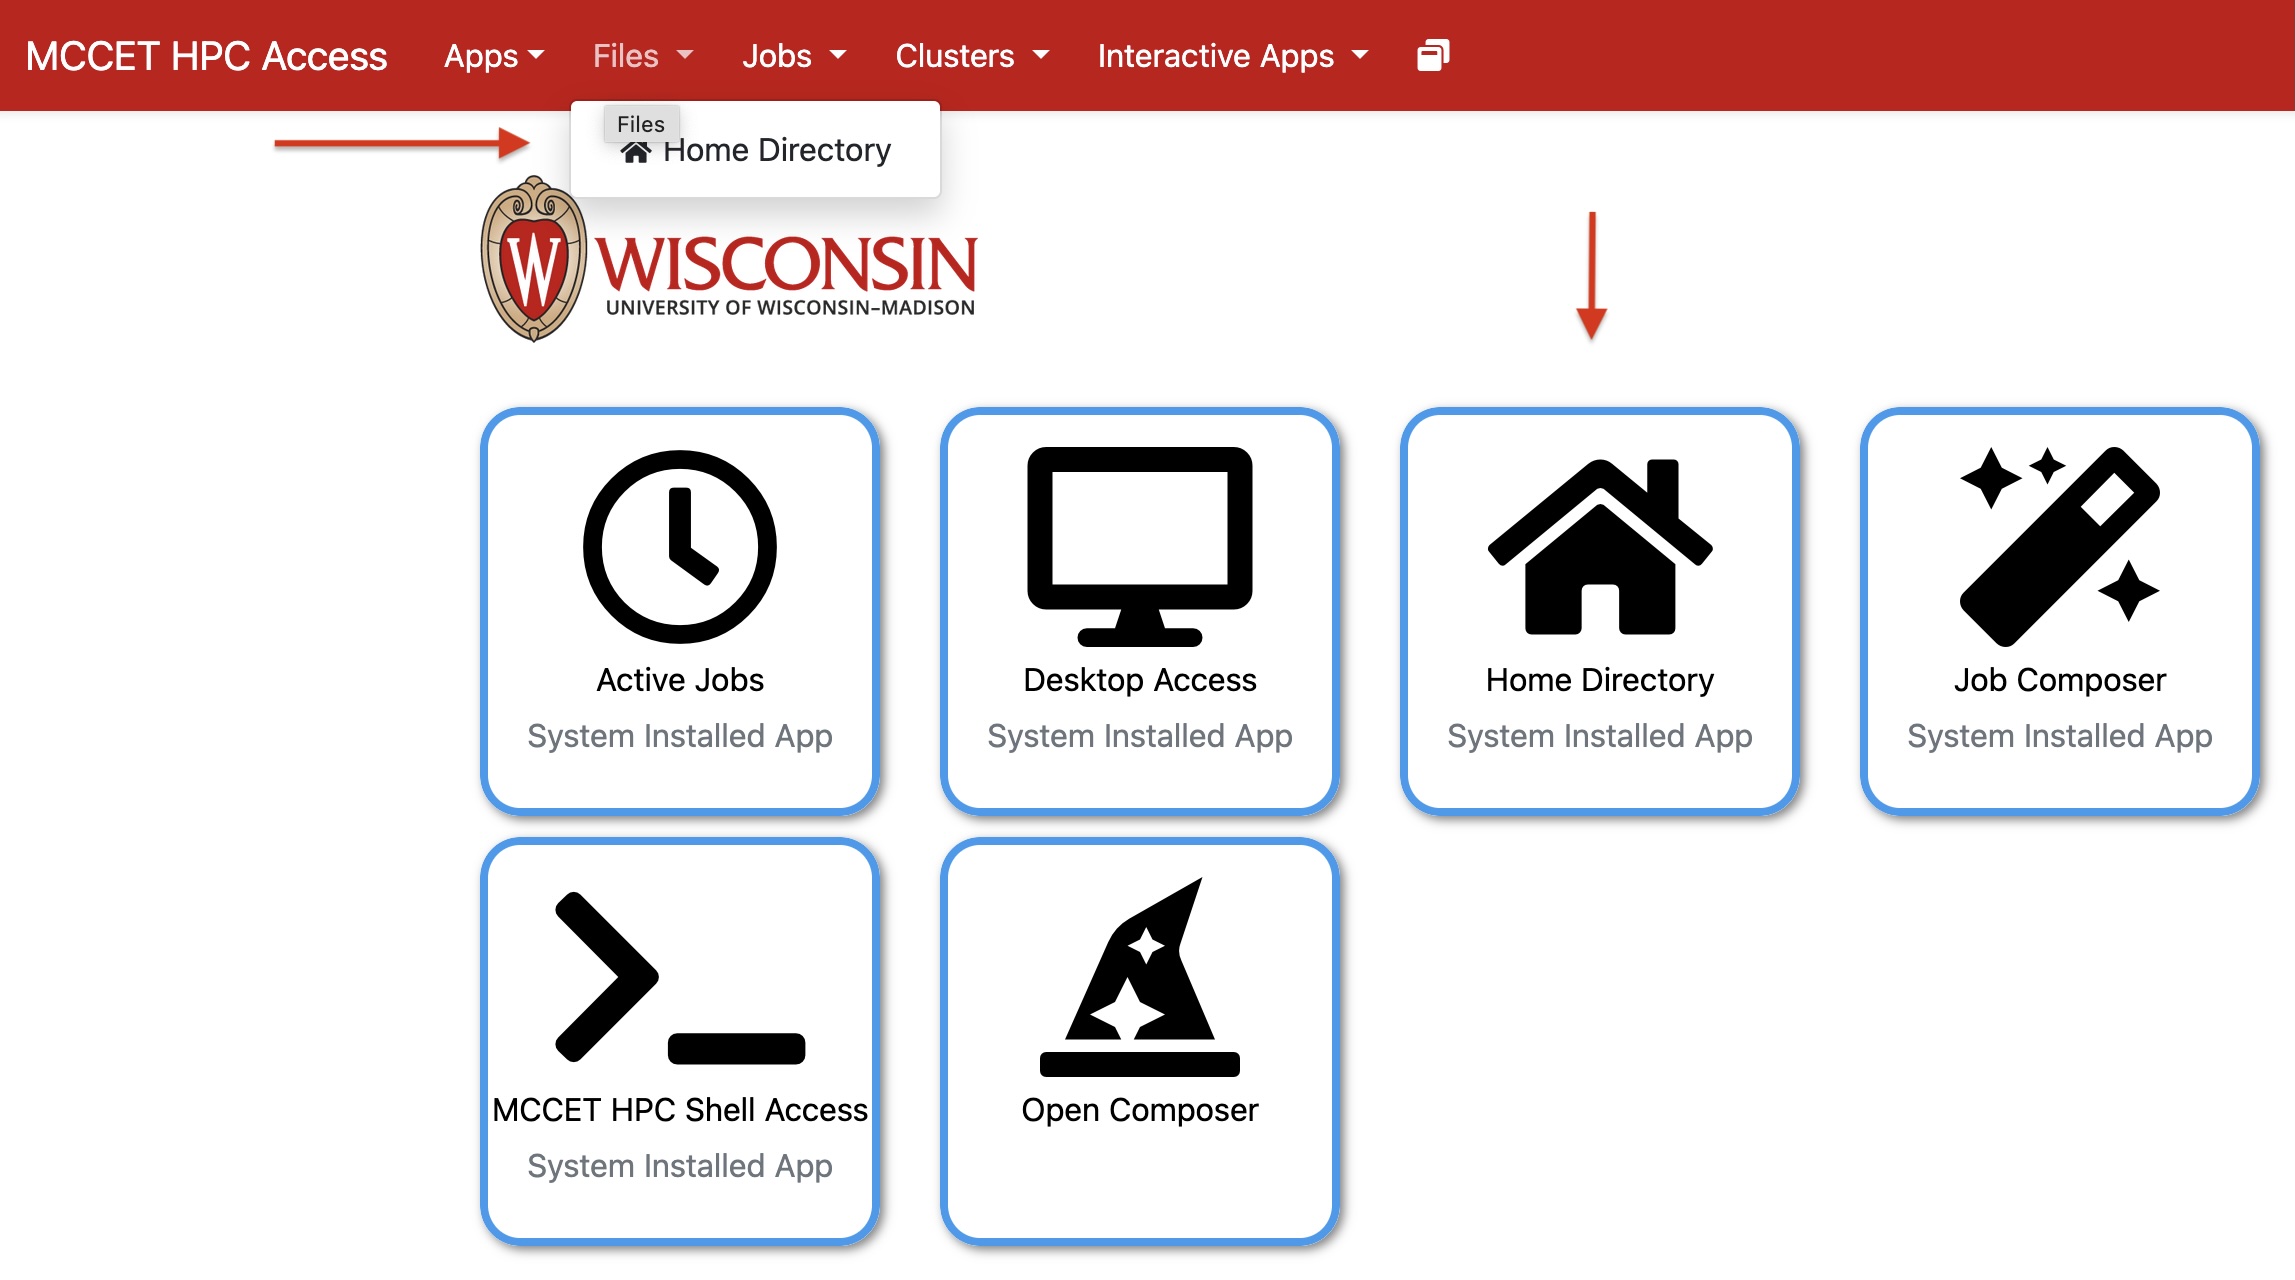 MCCET HPC Access Apps Files Jobs Clusters Interactive Apps
Files
Home Directory
W
WISCONSIN
UNIVERSITY OF WISCONSIN–MADISON
Active Jobs
System Installed App
Desktop Access
System Installed App
Home Directory
System Installed App
Job Composer
System Installed App
MCCET HPC Shell Access
System Installed App
Open Composer